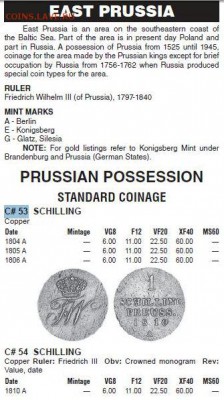 COINS.LAVE.RU
EAST PRUSSIA
East Prussia is an area on the southeastern coast of
the Baltic Sea. Part of the area is in present day Poland and
part in Russia. A possession of Prussia from 1525 until 1945,
coinage for the area made by the Prussian kings except for brief
occupation by Russia from 1756-1762 when Russia produced
special coin types for the area.
RULER
Friedrich Wilhelm III (of Prussia), 1797-1840
MINT MARKS
A - Berlin
E - Konigsberg
G - Glatz, Silesia
NOTE: For gold listings refer to Konigsberg Mint under
Brandenburg and Prussia (German States).
PRUSSIAN POSSESSION
STANDARD COINAGE
C# 53 SCHILLING
Copper
Date Mintage VG8 F12 VF20 XF40 MS60
1804 A — 6.00 11.00 22.50 60.00 —
1805 A — 6.00 11.00 22.50 60.00 —
1806 A — 6.00 11.00 22.50 60.00 —
1
SCHILLING
PREUSS:
1810
A
C# 54 SCHILLING
Copper Ruler: Friedrich III Obv: Crowned monogram Rev:
Value, date
Date Mintage VG8 F12 VF20 XF40 MS60
1810 A — 6.00 11.00 22.50 60.00 —